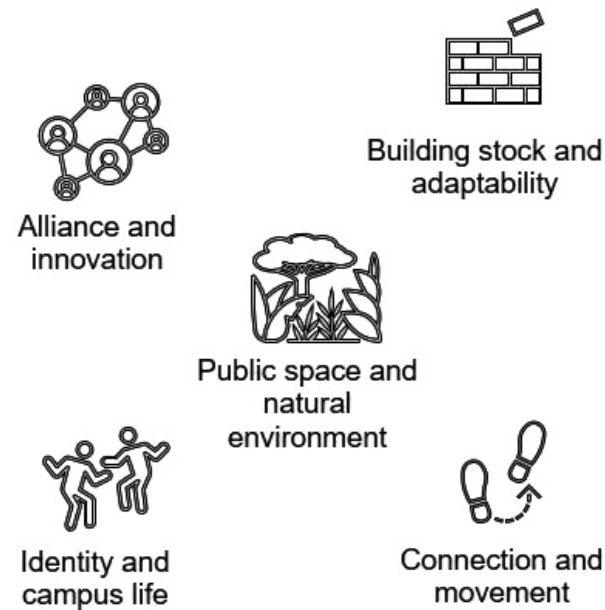 Building stock and
adaptability
Alliance and
innovation
Public space and
natural
environment
Identity and
campus life
Connection and
movement